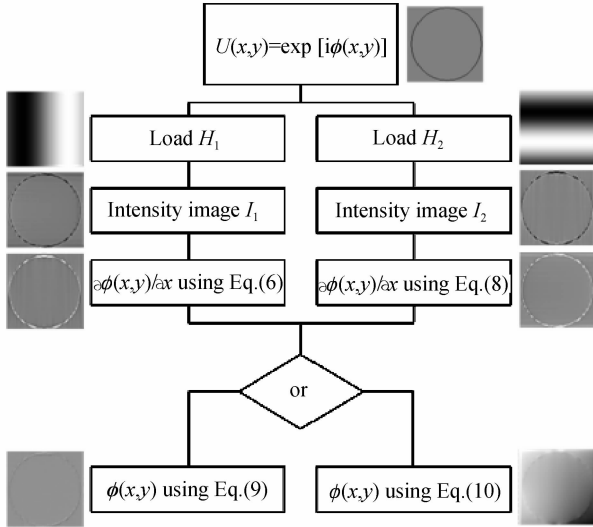 U(x,y)=exp [iϕ(x,y)]
Load H₁
Load H₂
Intensity image I₁
Intensity image I₂
∂ϕ(x,y)/∂x using Eq.(6)
∂ϕ(x,y)/∂x using Eq.(8)
or
ϕ(x,y) using Eq.(9)
ϕ(x,y) using Eq.(10)